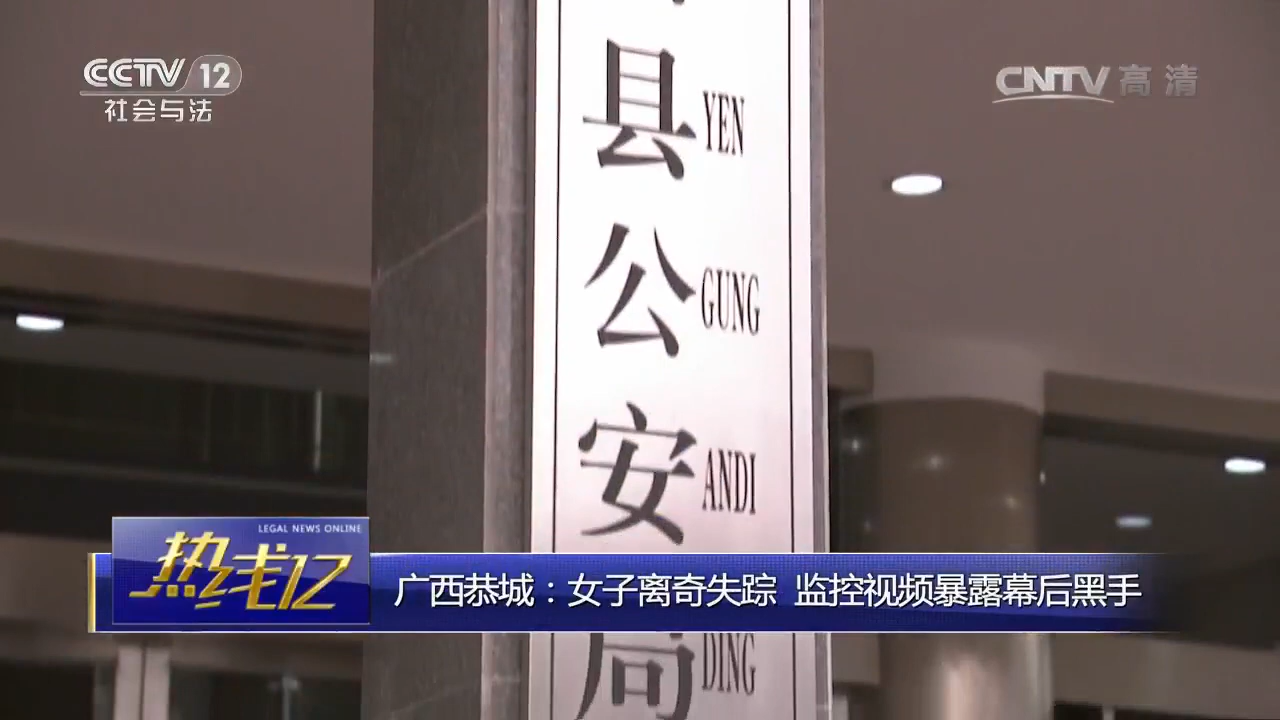 CCTV 12
社会与法
CNTV 高清
县 YEN
公 GUNG
安 ANDI
局 DING
LEGAL NEWS ONLINE
热线12
广西恭城：女子离奇失踪 监控视频暴露幕后黑手